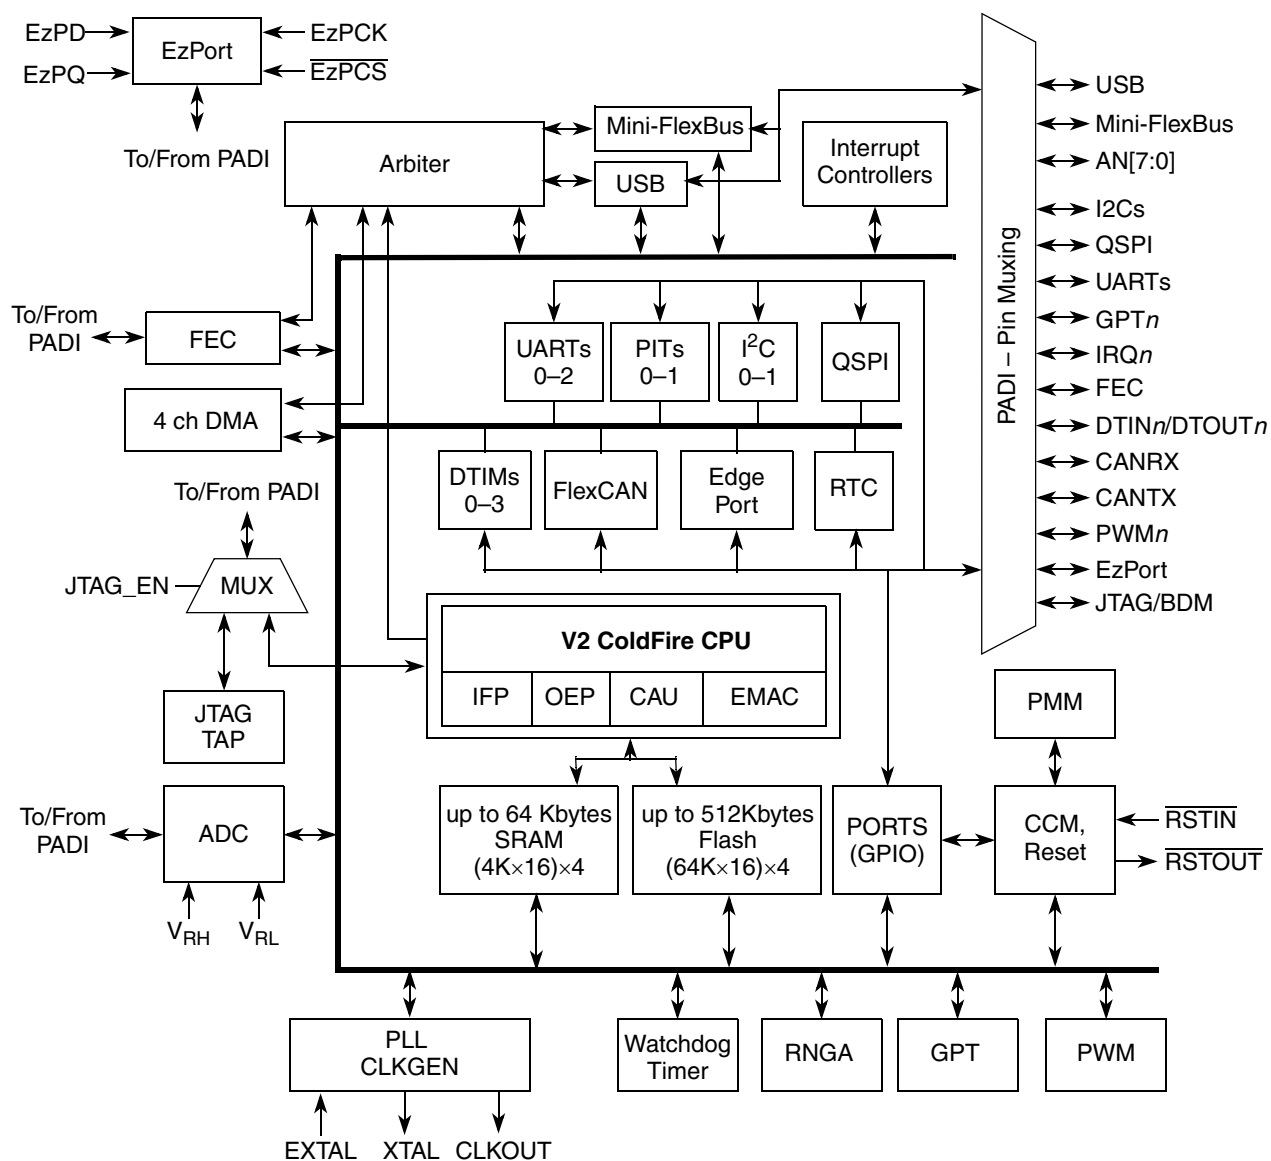 EzPD
EzPQ
EzPort
EzPCK
EzPCS
To/From PADI
Arbiter
Mini-FlexBus
USB
Interrupt
Controllers
PADI – Pin Muxing
USB
Mini-FlexBus
AN[7:0]
I2Cs
QSPI
UARTs
GPTn
IRQn
FEC
DTINn/DTOUTn
CANRX
CANTX
PWMn
EzPort
JTAG/BDM
To/From
PADI
FEC
4 ch DMA
UARTs
0–2
PITs
0–1
I²C
0–1
QSPI
DTIMs
0–3
FlexCAN
Edge
Port
RTC
To/From PADI
JTAG_EN
MUX
JTAG
TAP
V2 ColdFire CPU
IFP
OEP
CAU
EMAC
PMM
To/From
PADI
ADC
VRH
VRL
up to 64 Kbytes
SRAM
(4K×16)×4
up to 512Kbytes
Flash
(64K×16)×4
PORTS
(GPIO)
CCM,
Reset
RSTIN
RSTOUT
PLL
CLKGEN
EXTAL
XTAL
CLKOUT
Watchdog
Timer
RNGA
GPT
PWM